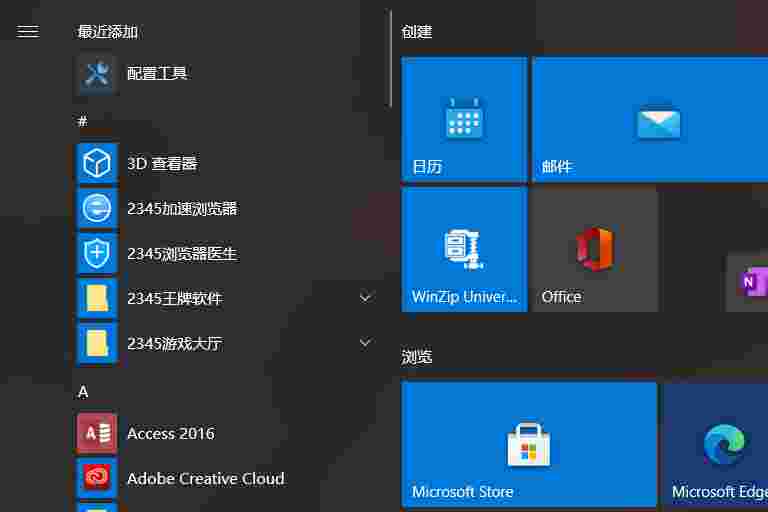 最近添加
配置工具
#
3D 查看器
2345加速浏览器
2345浏览器医生
2345王牌软件
2345游戏大厅
A
Access 2016
Adobe Creative Cloud
创建
日历
邮件
WinZip Univer...
Office
浏览
Microsoft Store
Microsoft Edge